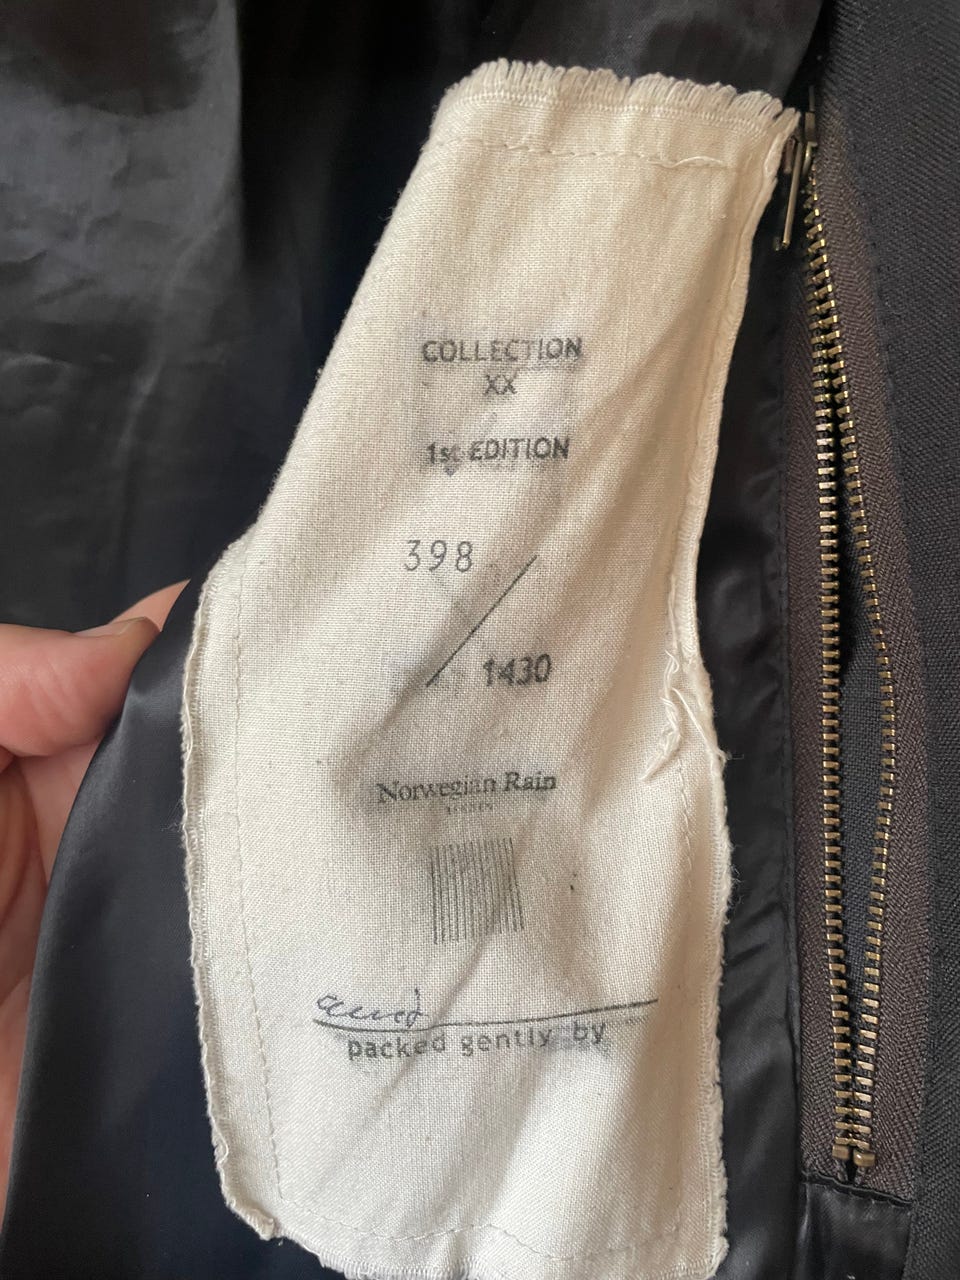 COLLECTION
XX
1st EDITION
398
/
1430
Norwegian Rain
packed gently by